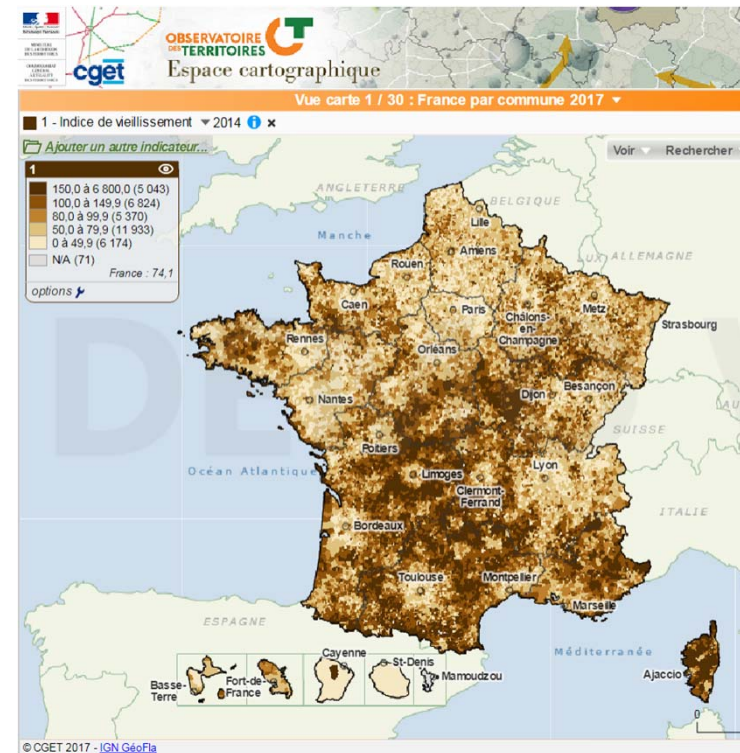 cget
OBSERVATOIRE
DES TERRITOIRES
Espace cartographique
Vue carte 1 / 30 : France par commune 2017
1 - Indice de vieillissement 2014
Ajouter un autre indicateur...
Voir Rechercher
1
150,0 à 6 800,0 (5 043)
100,0 à 149,9 (6 824)
80,0 à 99,9 (5 370)
50,0 à 79,9 (11 933)
0 à 49,9 (6 174)
N/A (71)
France : 74,1
options
ANGLETERRE
BELGIQUE
Lille
Manche
Amiens
LUX
ALLEMAGNE
Rouen
Caen
Paris
Metz
Châlons-
en-
Champagne
Strasbourg
Rennes
Orléans
Nantes
Dijon
Besançon
SUISSE
Poitiers
Océan Atlantique
Limoges
Lyon
Clermont-
Ferrand
ITALIE
Bordeaux
Toulouse
Montpellier
Marseille
ESPAGNE
Cayenne
St-Denis
Méditerranée
Basse-
Terre
Fort-de-
France
Mamoudzou
Ajaccio
0
© CGET 2017 - IGN GéoFla